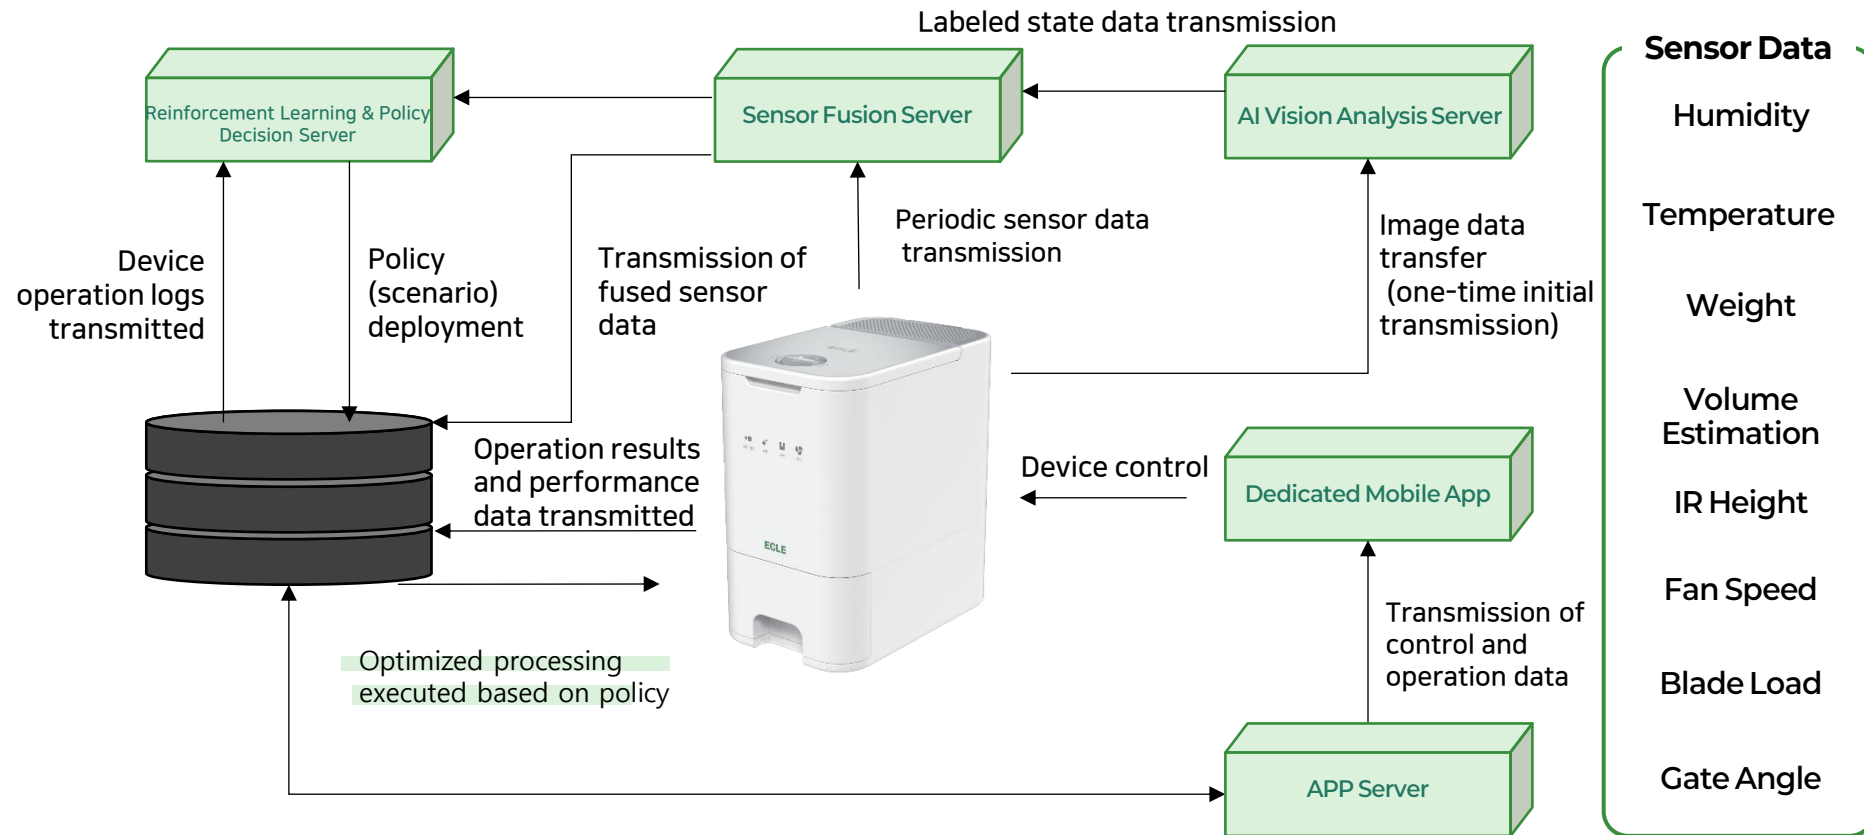 Labeled state data transmission
Reinforcement Learning & Policy
Decision Server
Sensor Fusion Server
AI Vision Analysis Server
Device
operation logs
transmitted
Policy
(scenario)
deployment
Transmission of
fused sensor
data
Periodic sensor data
transmission
Image data
transfer
(one-time initial
transmission)
Operation results
and performance
data transmitted
ECLE
ECLE
Device control
Dedicated Mobile App
Optimized processing
executed based on policy
Transmission of
control and
operation data
APP Server
Sensor Data
Humidity
Temperature
Weight
Volume
Estimation
IR Height
Fan Speed
Blade Load
Gate Angle